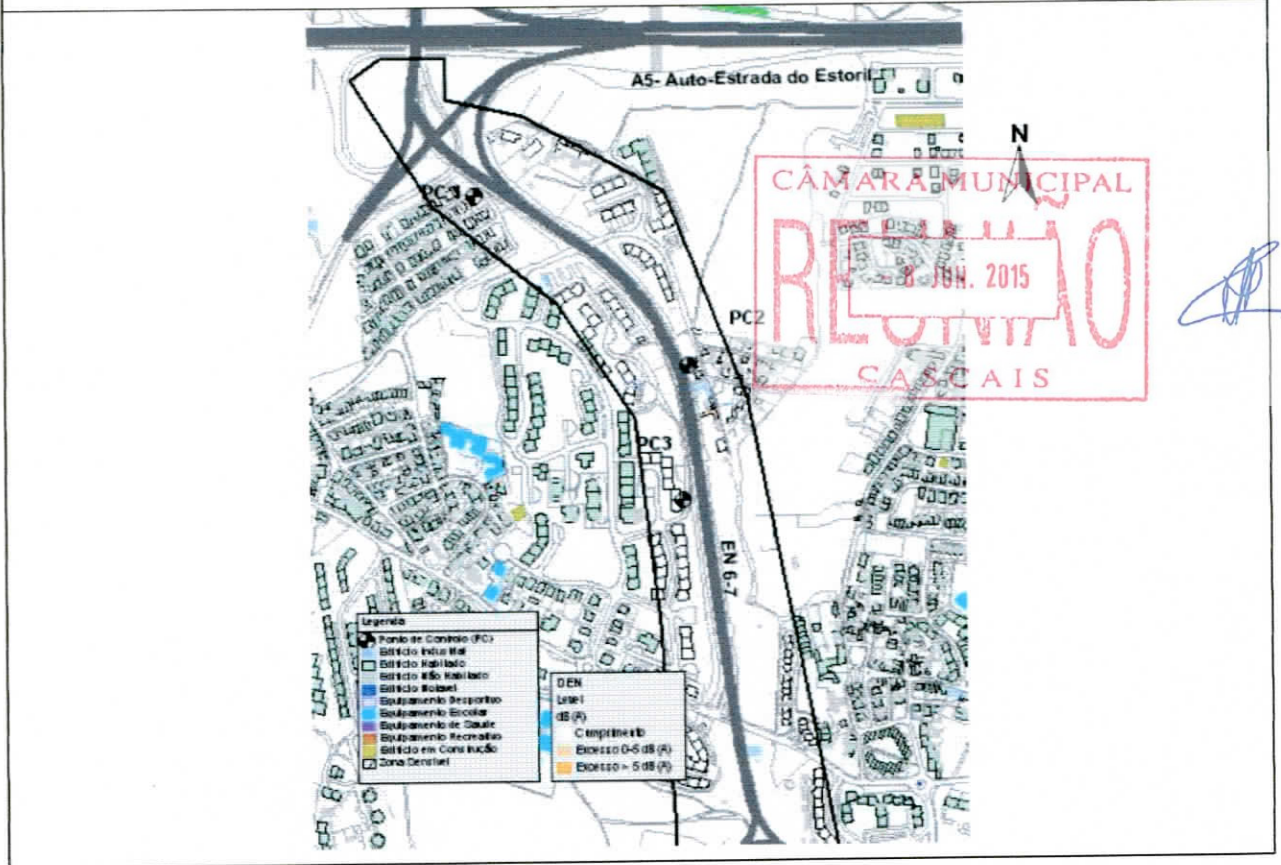 A5- Auto-Estrada do Estoril
N
CÂMARA MUNICIPAL
REUNIÃO
8 JUN. 2015
CASCAIS
PC1
PC2
PC3
EN 6-7
Legenda
Ponto de Controlo (PC)
Edifício Industrial
Edifício Habitado
Edifício Não Habitado
Edifício
Equipamento Desportivo
Equipamento Escolar
Equipamento de Saúde
Equipamento Recreativo
Edifício em Construção
Zona Sensível
DEN
Level
dB (A)
Cumprimento
Excesso 0-5 dB (A)
Excesso > 5 dB (A)